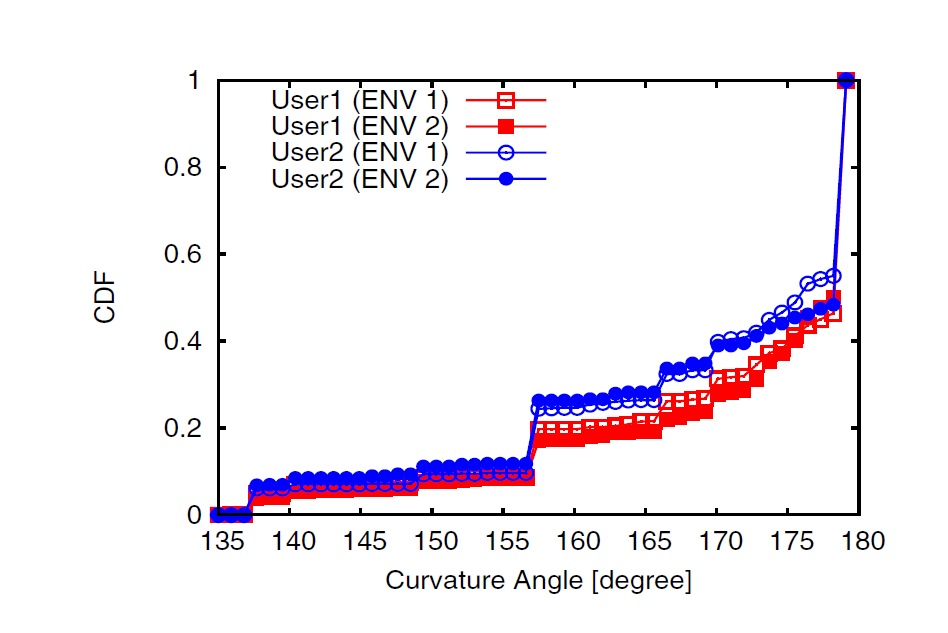 1
0.8
0.6
0.4
0.2
0
CDF
User1 (ENV 1)
User1 (ENV 2)
User2 (ENV 1)
User2 (ENV 2)
135 140 145 150 155 160 165 170 175 180
Curvature Angle [degree]